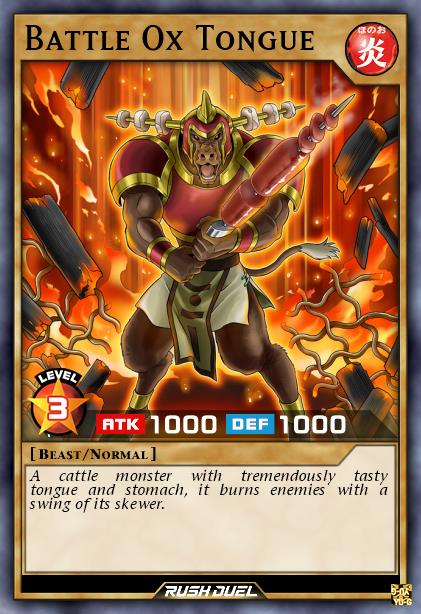 BATTLE OX TONGUE
ほのお
炎
LEVEL
3
ATK 1000 DEF 1000
[BEAST/NORMAL]
A cattle monster with tremendously tasty
tongue and stomach, it burns enemies with a
swing of its skewer.
RUSH DUEL